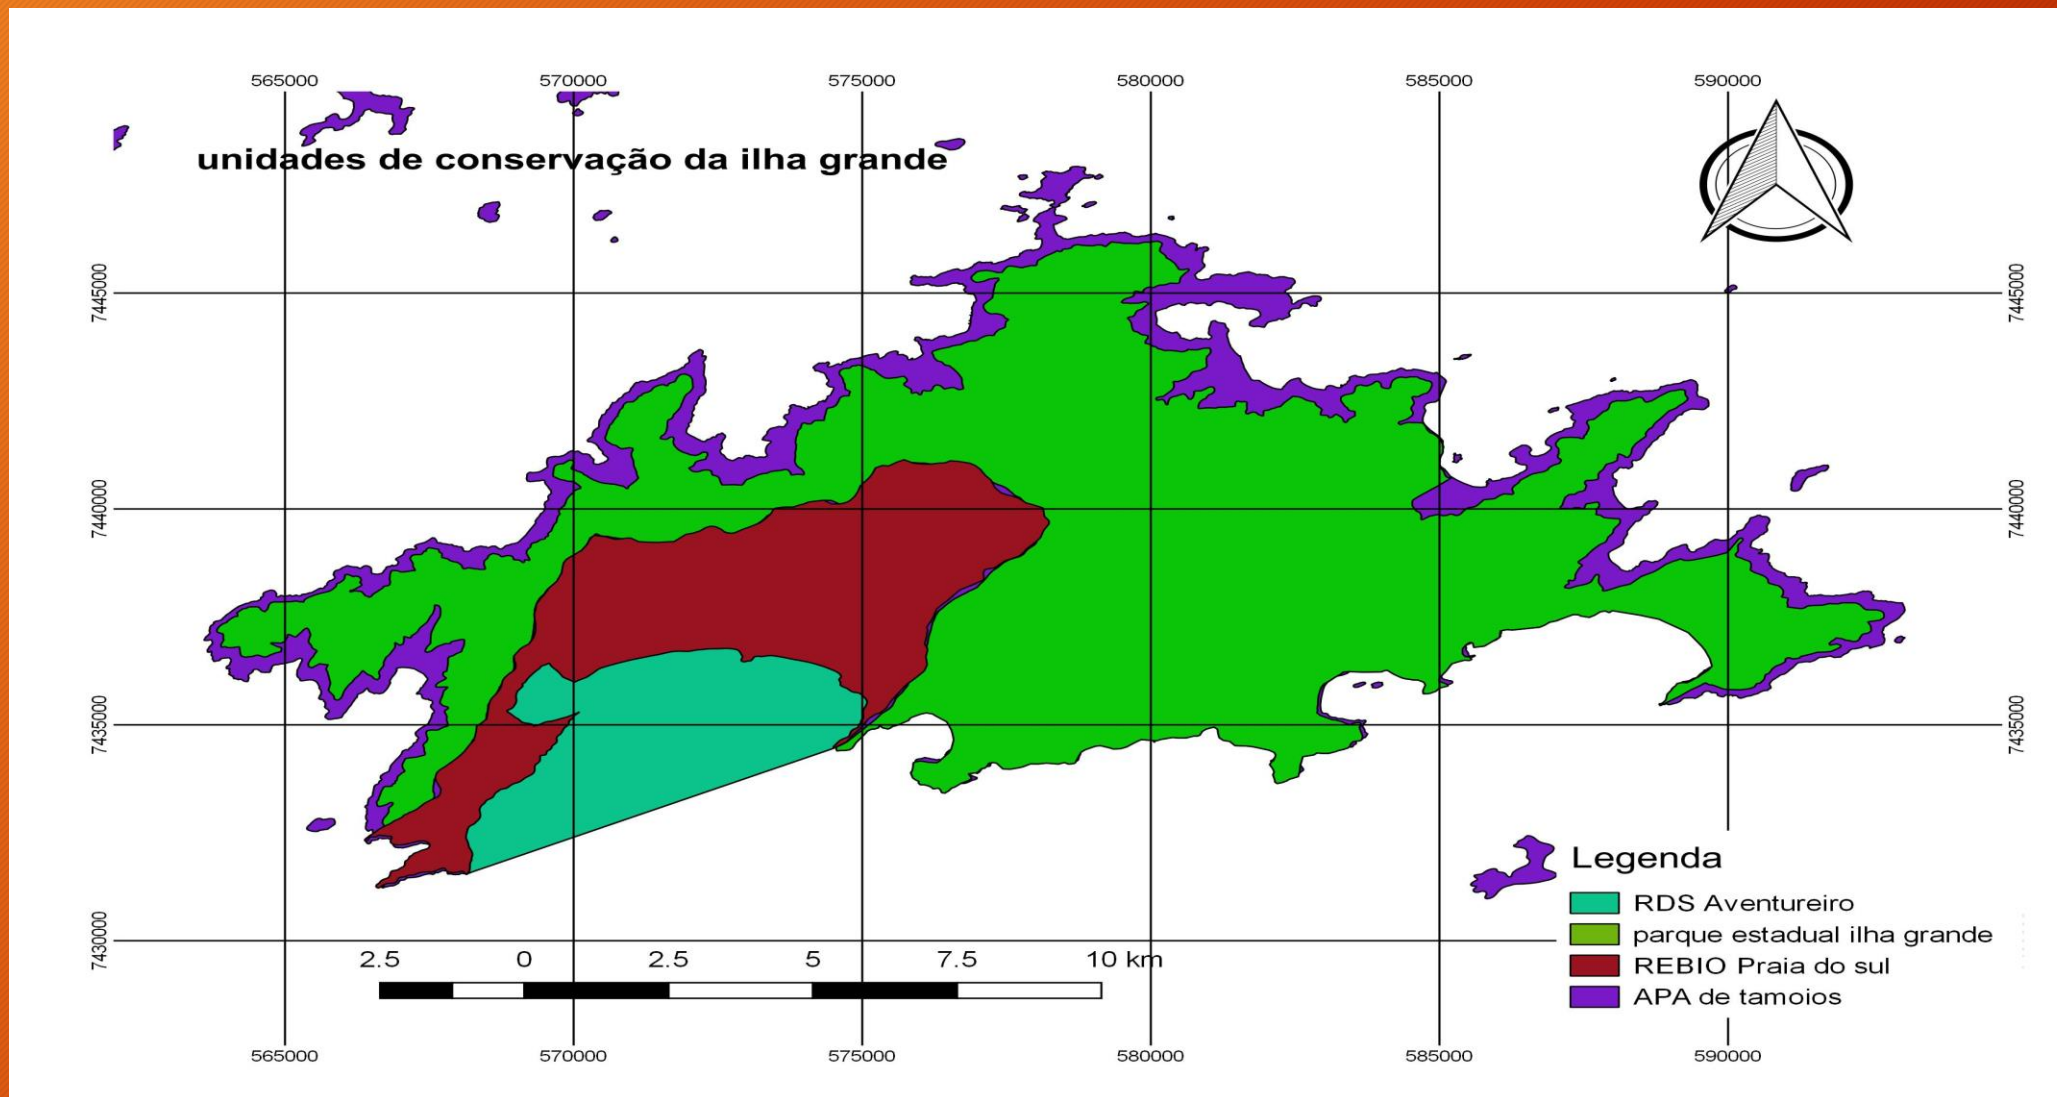 565000 570000 575000 580000 585000 590000
unidades de conservação da ilha grande
7445000 7445000
7440000 7440000
7435000 7435000
7430000
Legenda
RDS Aventureiro
parque estadual ilha grande
REBIO Praia do sul
APA de tamoios
2.5 0 2.5 5 7.5 10 km
565000 570000 575000 580000 585000 590000